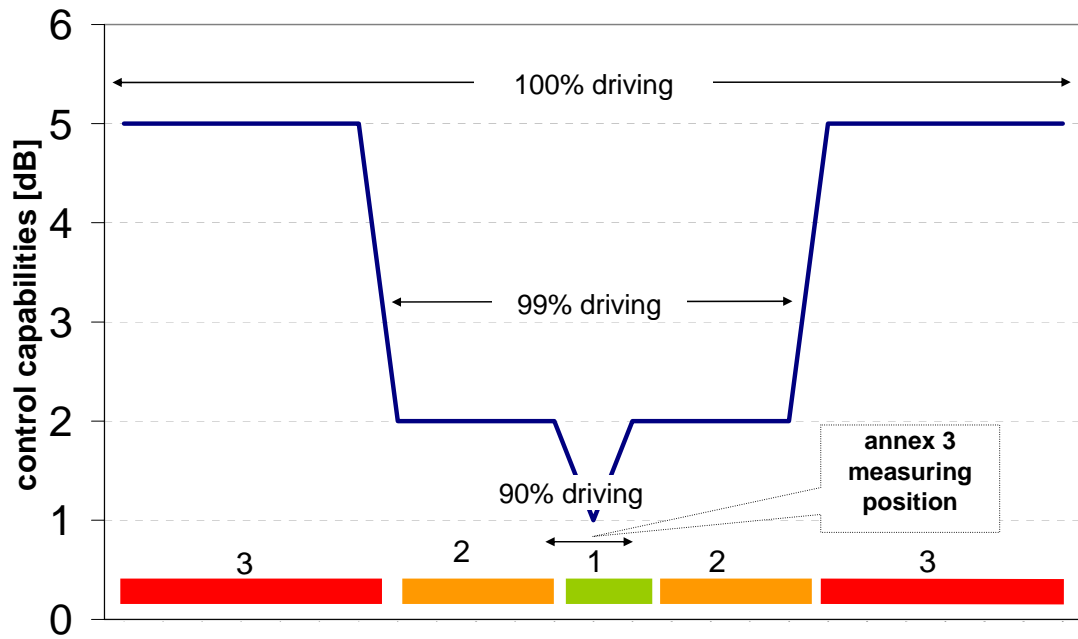 6
100% driving
5
control capabilities [dB]
4
99% driving
3
2
annex 3
measuring
position
90% driving
1
3
2
1
2
3
0